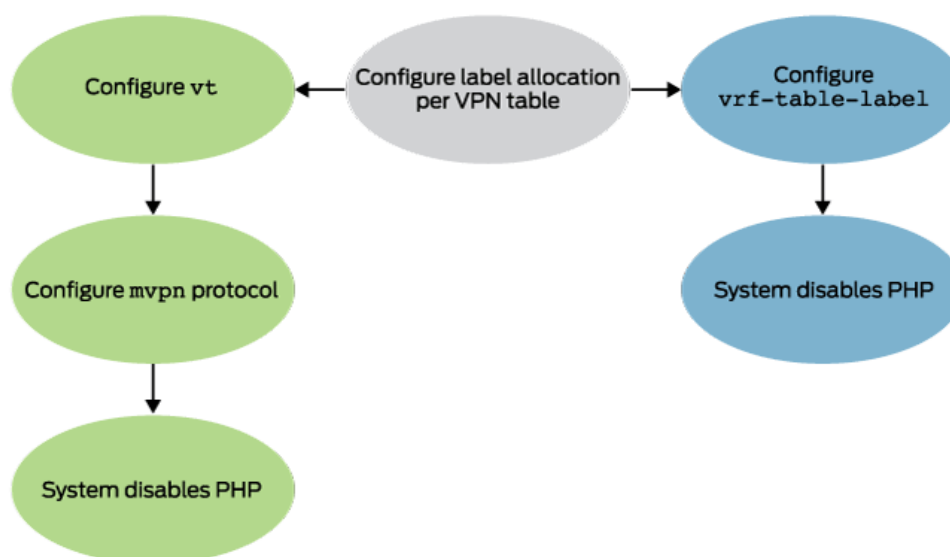 Configure vt
Configure label allocation
per VPN table
Configure
vrf-table-label
Configure mvpn protocol
System disables PHP
System disables PHP